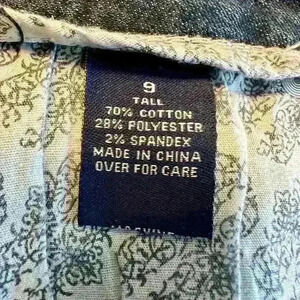 9
TALL
70% COTTON
28% POLYESTER
2% SPANDEX
MADE IN CHINA
OVER FOR CARE